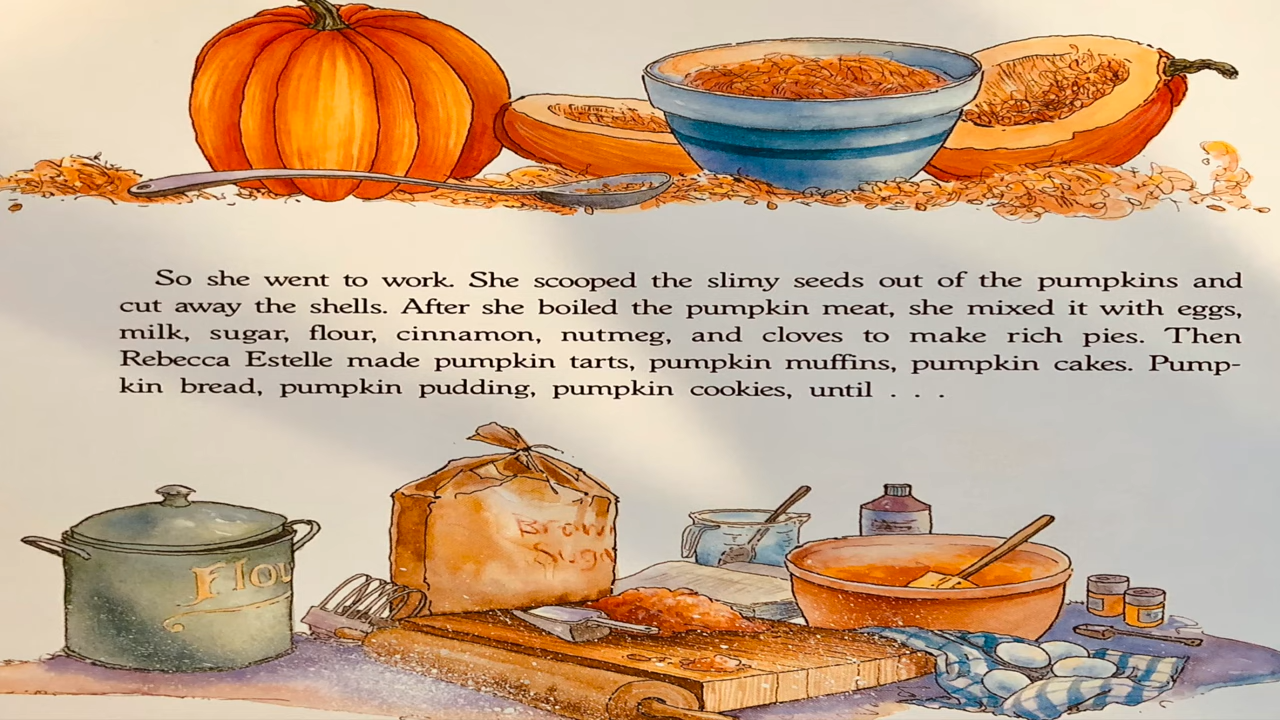 So she went to work. She scooped the slimy seeds out of the pumpkins and
cut away the shells. After she boiled the pumpkin meat, she mixed it with eggs,
milk, sugar, flour, cinnamon, nutmeg, and cloves to make rich pies. Then
Rebecca Estelle made pumpkin tarts, pumpkin muffins, pumpkin cakes. Pump-
kin bread, pumpkin pudding, pumpkin cookies, until . . .
Brown
Suga
Flou